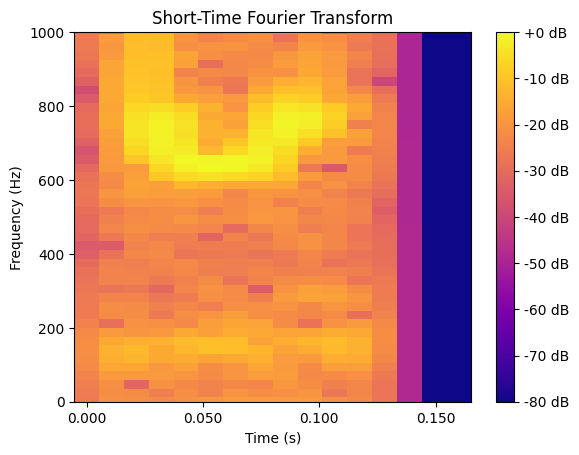 Short-Time Fourier Transform
1000
800
600
400
200
0
Frequency (Hz)
0.000
0.050
0.100
0.150
Time (s)
+0 dB
-10 dB
-20 dB
-30 dB
-40 dB
-50 dB
-60 dB
-70 dB
-80 dB